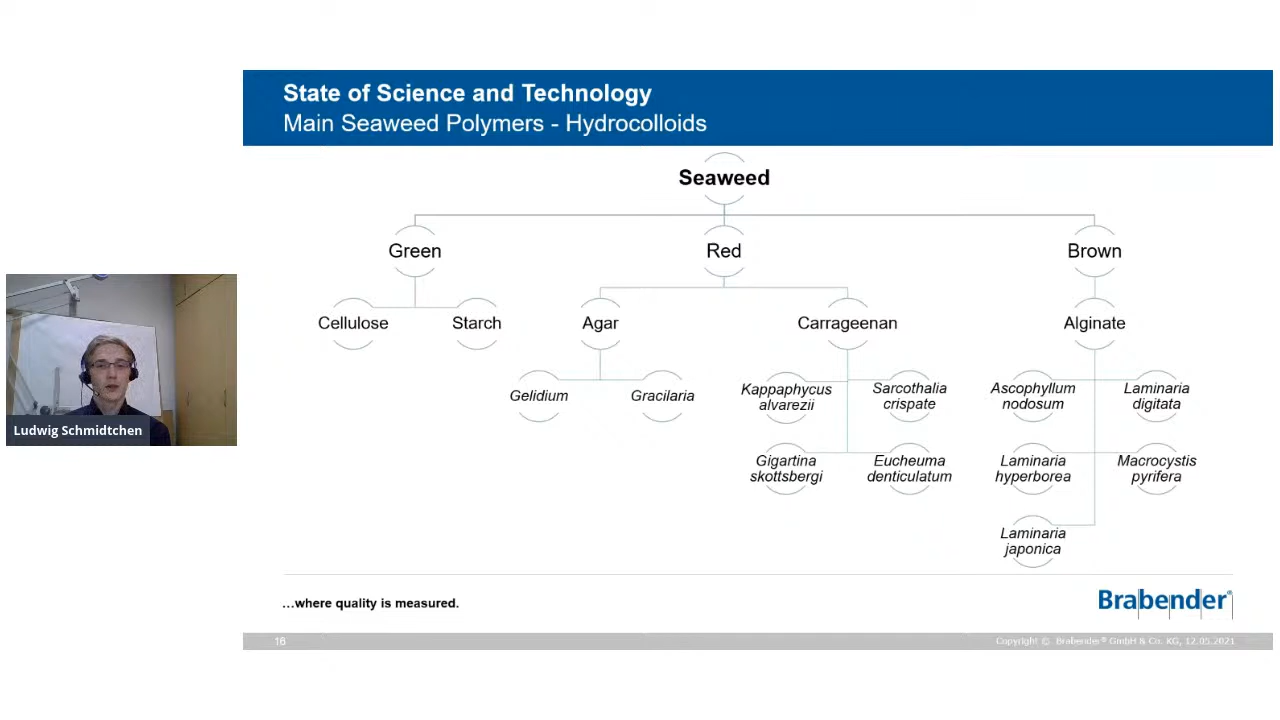 State of Science and Technology
Main Seaweed Polymers - Hydrocolloids
Seaweed
Green
Red
Brown
Cellulose
Starch
Agar
Carrageenan
Alginate
Gelidium
Gracilaria
Kappaphycus
alvarezii
Sarcothalia
crispate
Ascophyllum
nodosum
Laminaria
digitata
Gigartina
skottsbergi
Eucheuma
denticulatum
Laminaria
hyperborea
Macrocystis
pyrifera
Laminaria
japonica
Ludwig Schmidtchen
...where quality is measured.
Brabender®
16
Copyright © Brabender® GmbH & Co. KG, 12.05.2021